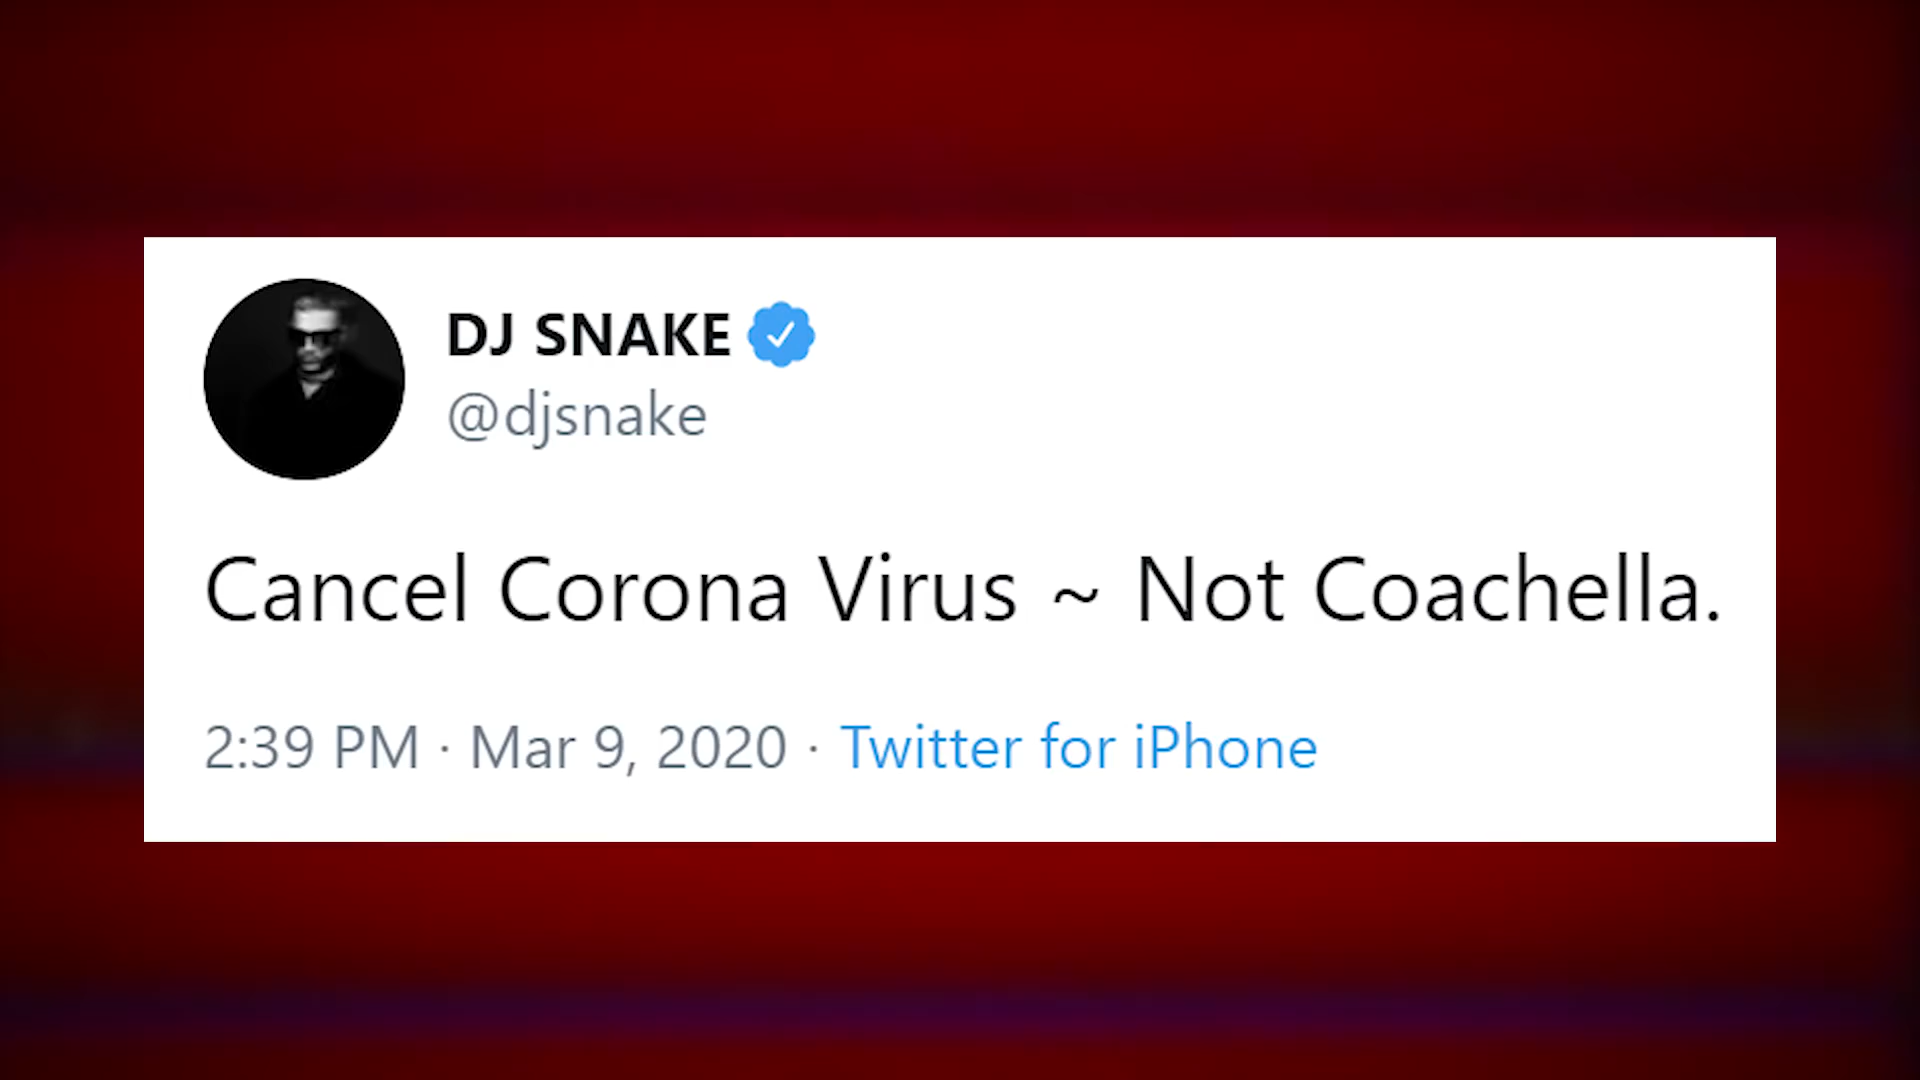 DJ SNAKE
@djsnake
Cancel Corona Virus ~ Not Coachella.
2:39 PM · Mar 9, 2020 · Twitter for iPhone